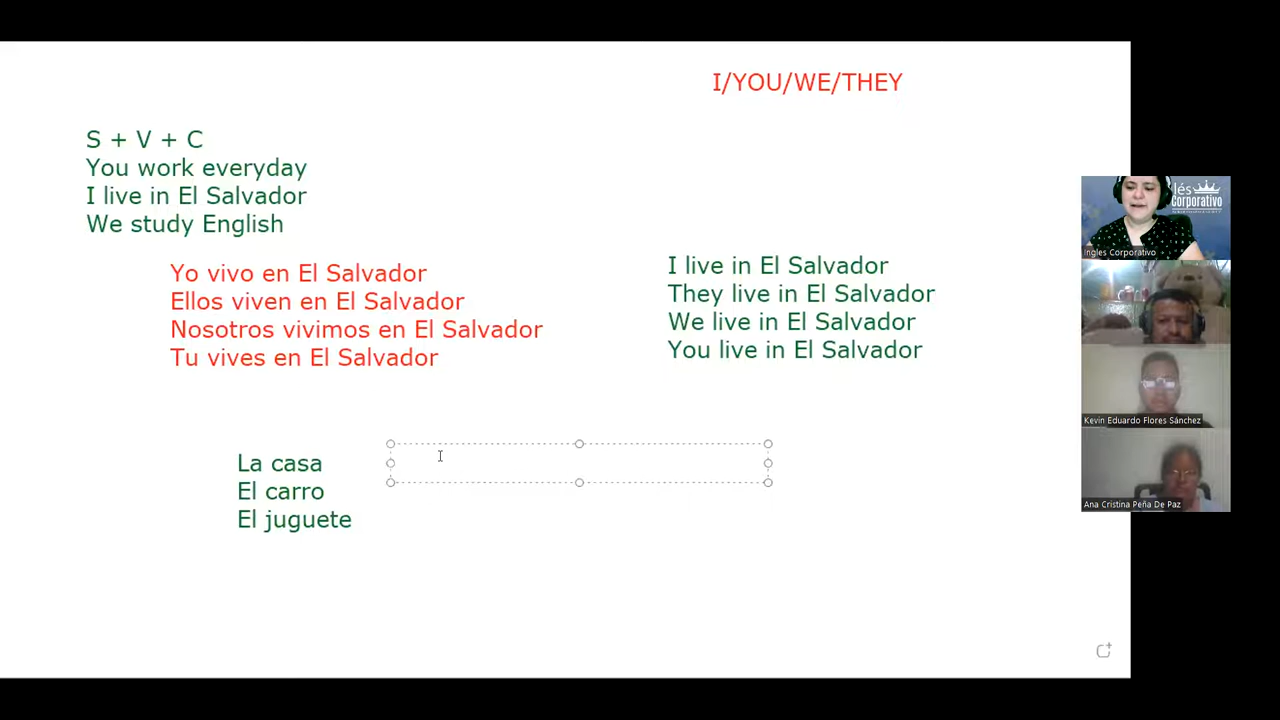 I/YOU/WE/THEY
S + V + C
You work everyday
I live in El Salvador
We study English
Yo vivo en El Salvador
Ellos viven en El Salvador
Nosotros vivimos en El Salvador
Tu vives en El Salvador
I live in El Salvador
They live in El Salvador
We live in El Salvador
You live in El Salvador
La casa
El carro
El juguete
lés
Corporativo
Ingles Corporativo
Kevin Eduardo Flores Sánchez
Ana Cristina Peña De Paz